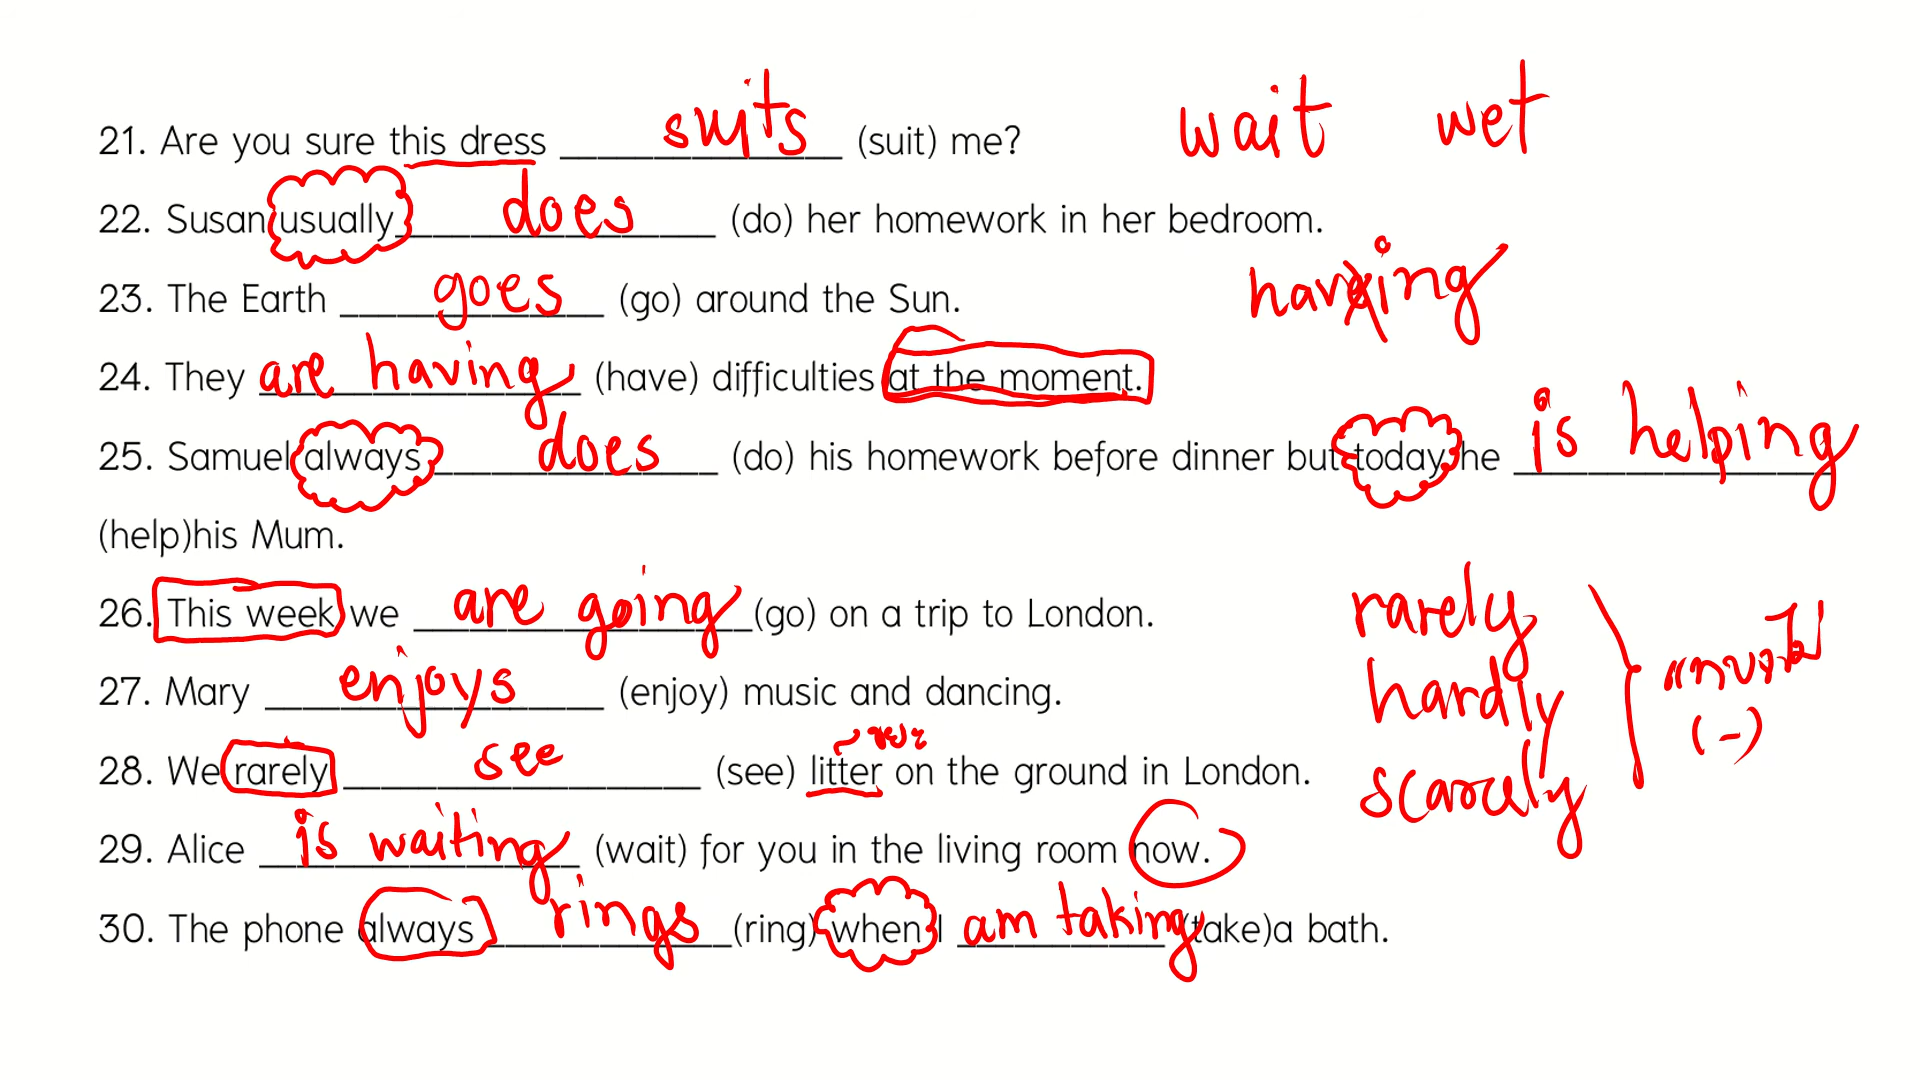 21. Are you sure this dress suits (suit) me? wait wet
22. Susan usually does (do) her homework in her bedroom.
23. The Earth goes (go) around the Sun. having
24. They are having (have) difficulties at the moment.
25. Samuel always does (do) his homework before dinner but today he is helping
(help)his Mum.
26. This week we are going (go) on a trip to London. rarely
27. Mary enjoys (enjoy) music and dancing. hardly (-)
28. We rarely see (see) litter on the ground in London. scarcely
29. Alice is waiting (wait) for you in the living room now.
30. The phone always rings (ring) when I am taking (take)a bath.